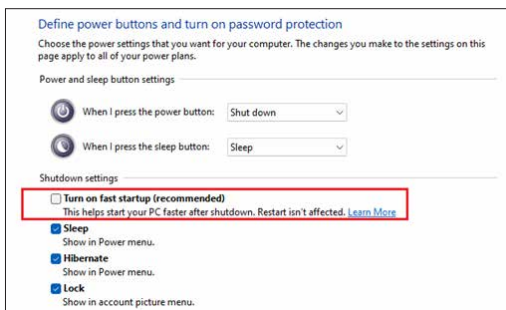 Define power buttons and turn on password protection
Choose the power settings that you want for your computer. The changes you make to the settings on this
page apply to all of your power plans.
Power and sleep button settings
When I press the power button: Shut down
When I press the sleep button: Sleep
Shutdown settings
Turn on fast startup (recommended)
This helps start your PC faster after shutdown. Restart isn't affected. Learn More
Sleep
Show in Power menu.
Hibernate
Show in Power menu.
Lock
Show in account picture menu.